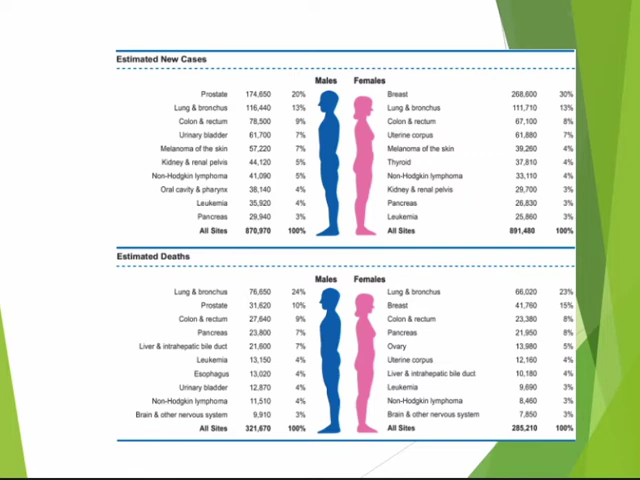 Estimated New Cases
Males Females
Prostate 174,650 20% Breast 268,600 30%
Lung & bronchus 116,440 13% Lung & bronchus 111,710 13%
Colon & rectum 78,500 9% Colon & rectum 67,100 8%
Urinary bladder 61,700 7% Uterine corpus 61,880 7%
Melanoma of the skin 57,220 7% Melanoma of the skin 39,260 4%
Kidney & renal pelvis 44,120 5% Thyroid 37,810 4%
Non-Hodgkin lymphoma 41,090 5% Non-Hodgkin lymphoma 33,110 4%
Oral cavity & pharynx 38,140 4% Kidney & renal pelvis 29,700 3%
Leukemia 35,920 4% Pancreas 26,830 3%
Pancreas 29,940 3% Leukemia 25,860 3%
All Sites 870,970 100% All Sites 891,480 100%
Estimated Deaths
Males Females
Lung & bronchus 76,650 24% Lung & bronchus 66,020 23%
Prostate 31,620 10% Breast 41,760 15%
Colon & rectum 27,640 9% Colon & rectum 23,380 8%
Pancreas 23,800 7% Pancreas 21,950 8%
Liver & intrahepatic bile duct 21,600 7% Ovary 13,980 5%
Leukemia 13,150 4% Uterine corpus 12,160 4%
Esophagus 13,020 4% Liver & intrahepatic bile duct 10,180 4%
Urinary bladder 12,870 4% Leukemia 9,690 3%
Non-Hodgkin lymphoma 11,510 4% Non-Hodgkin lymphoma 8,460 3%
Brain & other nervous system 9,910 3% Brain & other nervous system 7,850 3%
All Sites 321,670 100% All Sites 285,210 100%